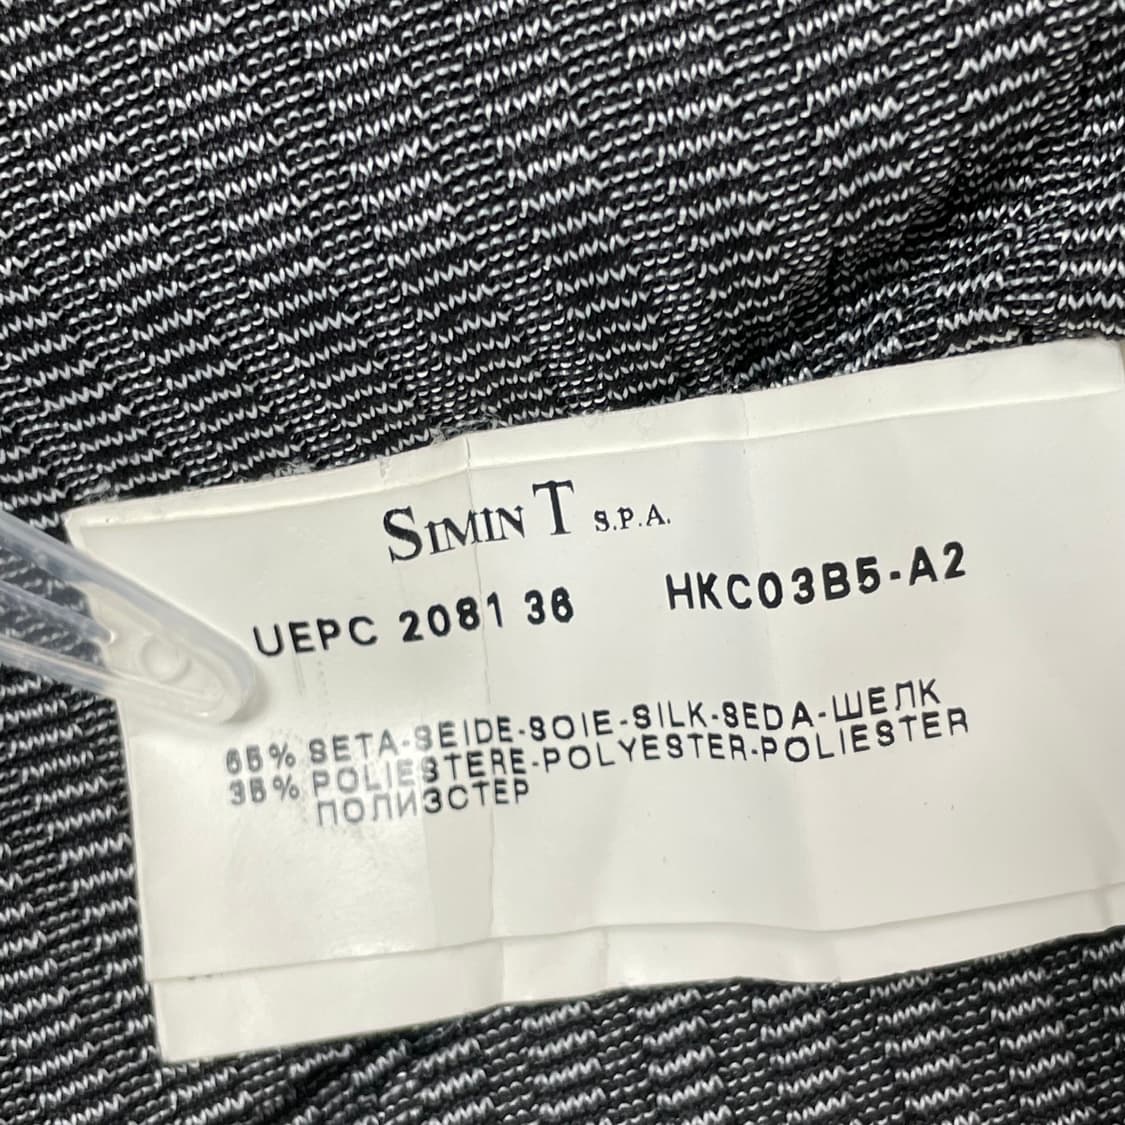 SIMINT S.P.A.
UEPC 2081 36 HKC03B5-A2
65% SETA-SEIDE-SOIE-SILK-SEDA-ШЕЛК
35% POLIESTERE-POLYESTER-POLIESTER
ПОЛИЭСТЕР